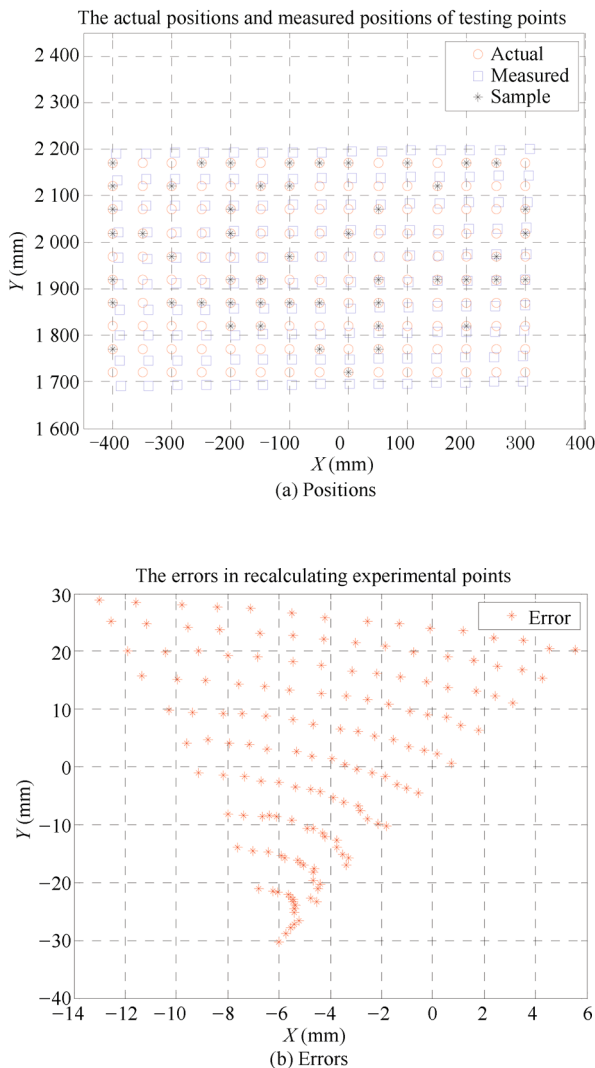 The actual positions and measured positions of testing points
2 400
2 300
2 200
2 100
2 000
1 900
1 800
1 700
1 600
Y (mm)
Actual
Measured
Sample
−400 −300 −200 −100 0 100 200 300 400
X (mm)
(a) Positions
The errors in recalculating experimental points
30
20
10
0
−10
−20
−30
−40
Y (mm)
Error
−14 −12 −10 −8 −6 −4 −2 0 2 4 6
X (mm)
(b) Errors